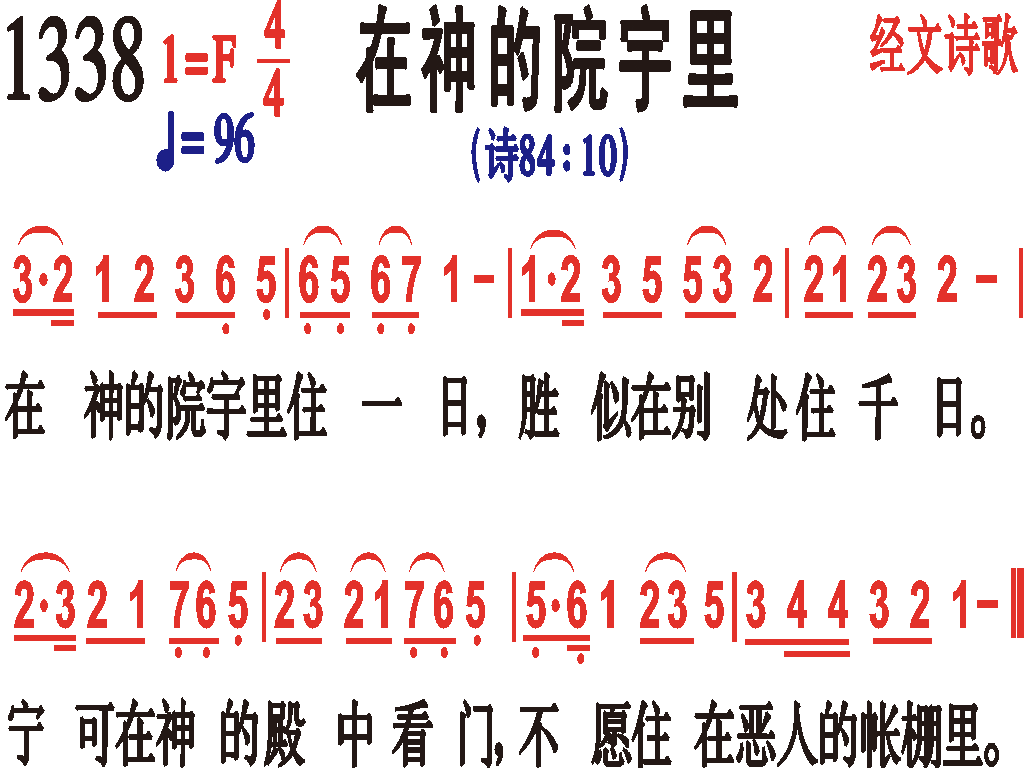 1338 1=F 4/4 在神的院宇里 经文诗歌
♩=96 (诗84:10)
3·2 1 2 3 6 5|6 5 6 7 1 -|1·2 3 5 5 3 2|2 1 2 3 2 -|
在 神的院宇里住 一 日，胜 似在别 处住 千 日。
2·3 2 1 7 6 5|2 3 2 1 7 6 5|5·6 1 2 3 5|3 4 4 3 2 1 -‖
宁 可在神 的殿 中 看 门，不 愿住 在恶人的帐棚里。